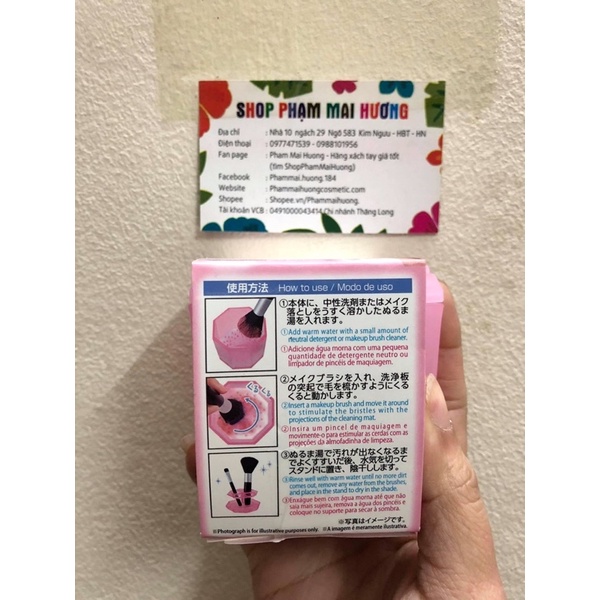 SHOP PHẠM MAI HƯƠNG
Địa chỉ : Nhà 10 ngách 29 Ngõ 583 Kim Ngưu - HBT - HN
Điện thoại : 0977471539 - 0988101956
Fan page : Pham Mai Huong - Hãng xách tay giá tốt
(tìm ShopPhamMaiHuong)
Facebook : Phammai.huong.184
Website : Phammaihuongcosmetic.com
Shopee : Shopee.vn/Phammaihuong.
Tài khoản VCB : 0491000043414 Chi nhánh Thăng Long
使用方法 How to use / Modo de uso
①本体に、中性洗剤またはメイク
落としをうすく溶かしたぬるま
湯を入れます。
①Add warm water with a small amount of
neutral detergent or makeup brush cleaner.
①Adicione água morna com uma pequena
quantidade de detergente neutro ou
limpador de pincéis de maquiagem.
②メイクブラシを入れ、洗浄板
の突起で毛を梳かすようにくる
くると動かします。
②Insert a makeup brush and move it around
to stimulate the bristles with the
projections of the cleaning mat.
②Insira um pincel de maquiagem e
movimente-o para estimular as cerdas com as
projeções da almofadinha de limpeza.
くるくる
③ぬるま湯で汚れが出なくなるま
でよくすすいだ後、水気を切って
スタンドに置き、陰干しします。
③Rinse well with warm water until no more dirt
comes out, remove any water from the brushes,
and place in the stand to dry in the shade.
③Enxágue bem com água morna até que não
saia mais sujeira, remova a água dos pincéis e
coloque no suporte para secar à sombra.
※写真はイメージです。
※Photograph is for illustrative purposes only. ※A imagem é meramente ilustrativa.